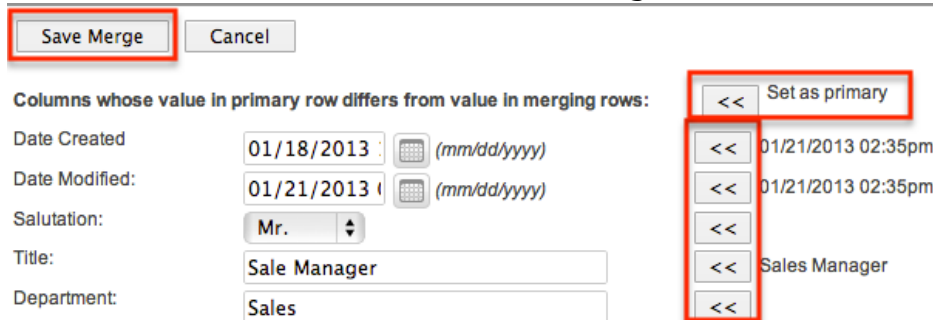 Save Merge Cancel
Columns whose value in primary row differs from value in merging rows: << Set as primary
Date Created 01/18/2013 (mm/dd/yyyy) << 01/21/2013 02:35pm
Date Modified: 01/21/2013 (mm/dd/yyyy) << 01/21/2013 02:35pm
Salutation: Mr. <<
Title: Sale Manager << Sales Manager
Department: Sales <<